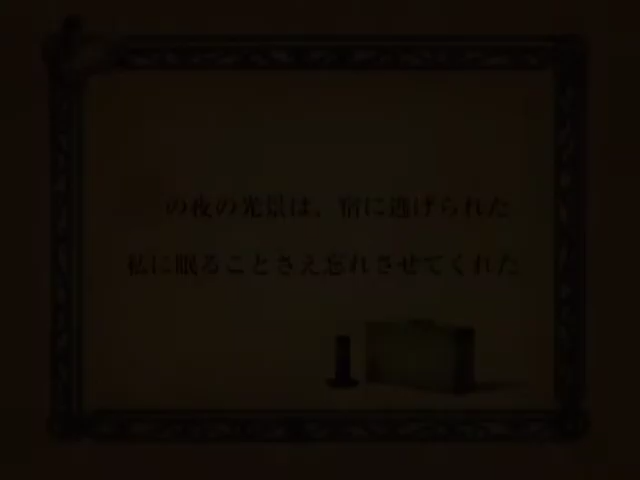 の夜の光景は、宿に逃げられた
私に眠ることさえ忘れさせてくれた